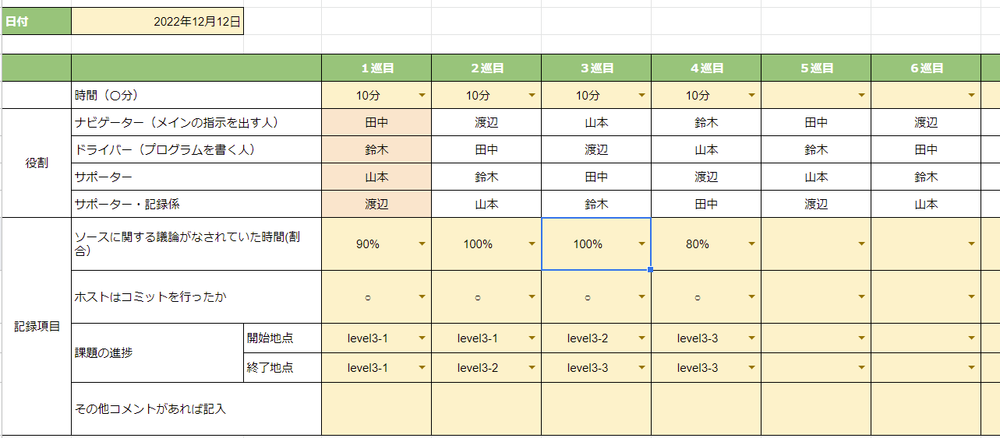 日付 2022年12月12日
1巡目 2巡目 3巡目 4巡目 5巡目 6巡目
時間（〇分） 10分 10分 10分 10分
役割
ナビゲーター（メインの指示を出す人） 田中 渡辺 山本 鈴木 田中 渡辺
ドライバー（プログラムを書く人） 鈴木 田中 渡辺 山本 鈴木 田中
サポーター 山本 鈴木 田中 渡辺 山本 鈴木
サポーター・記録係 渡辺 山本 鈴木 田中 渡辺 山本
記録項目
ソースに関する議論がなされていた時間(割
合） 90% 100% 100% 80%
ホストはコミットを行ったか ○ ○ ○ ○
課題の進捗
開始地点 level3-1 level3-1 level3-2 level3-3
終了地点 level3-1 level3-2 level3-3 level3-3
その他コメントがあれば記入